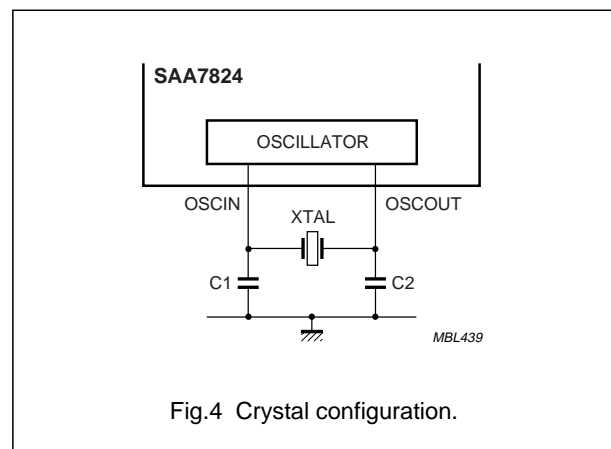 SAA7824
OSCILLATOR
OSCIN
OSCOUT
XTAL
C1
C2
MBL439
Fig.4 Crystal configuration.